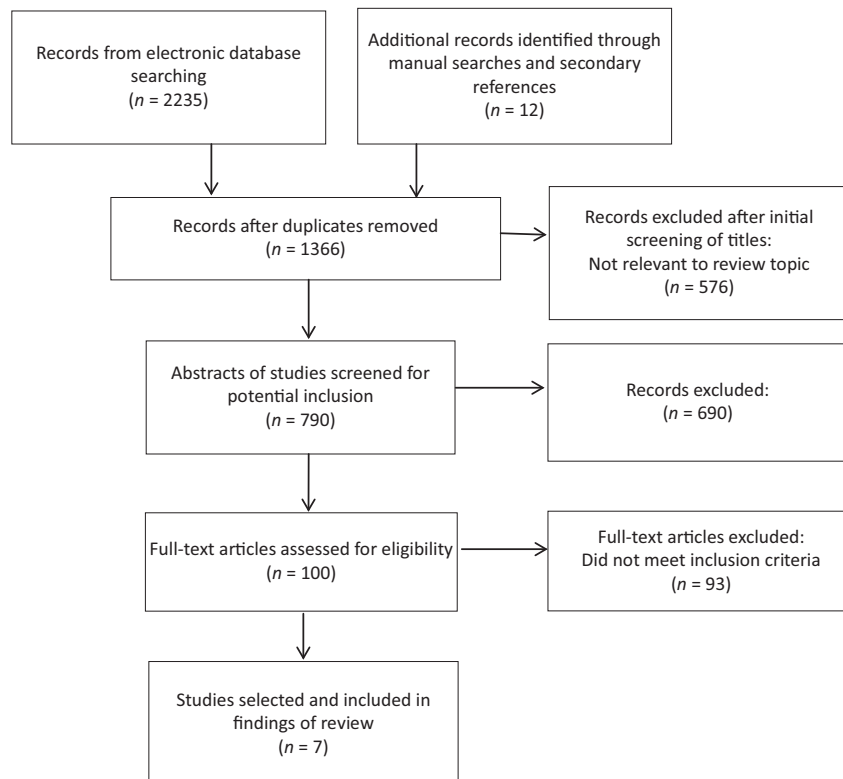 Records from electronic database
searching
(n = 2235)
Additional records identified through
manual searches and secondary
references
(n = 12)
Records after duplicates removed
(n = 1366)
Records excluded after initial
screening of titles:
Not relevant to review topic
(n = 576)
Abstracts of studies screened for
potential inclusion
(n = 790)
Records excluded:
(n = 690)
Full-text articles assessed for eligibility
(n = 100)
Full-text articles excluded:
Did not meet inclusion criteria
(n = 93)
Studies selected and included in
findings of review
(n = 7)